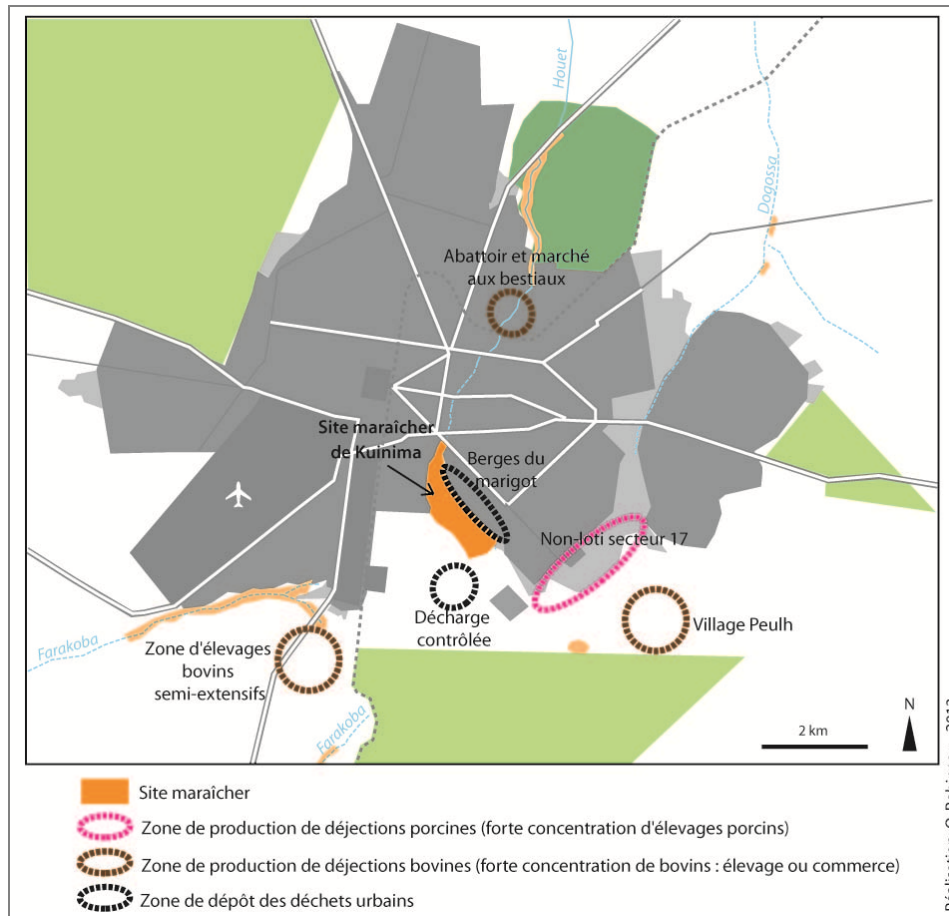 Houet
Dogossa
Abattoir et marché
aux bestiaux
Site maraîcher
de Kuinima
Berges du
marigot
Non-loti secteur 17
Décharge
contrôlée
Village Peulh
Farakoba
Zone d'élevages
bovins
semi-extensifs
Farakoba
N
2 km
Site maraîcher
Zone de production de déjections porcines (forte concentration d'élevages porcins)
Zone de production de déjections bovines (forte concentration de bovins : élevage ou commerce)
Zone de dépôt des déchets urbains